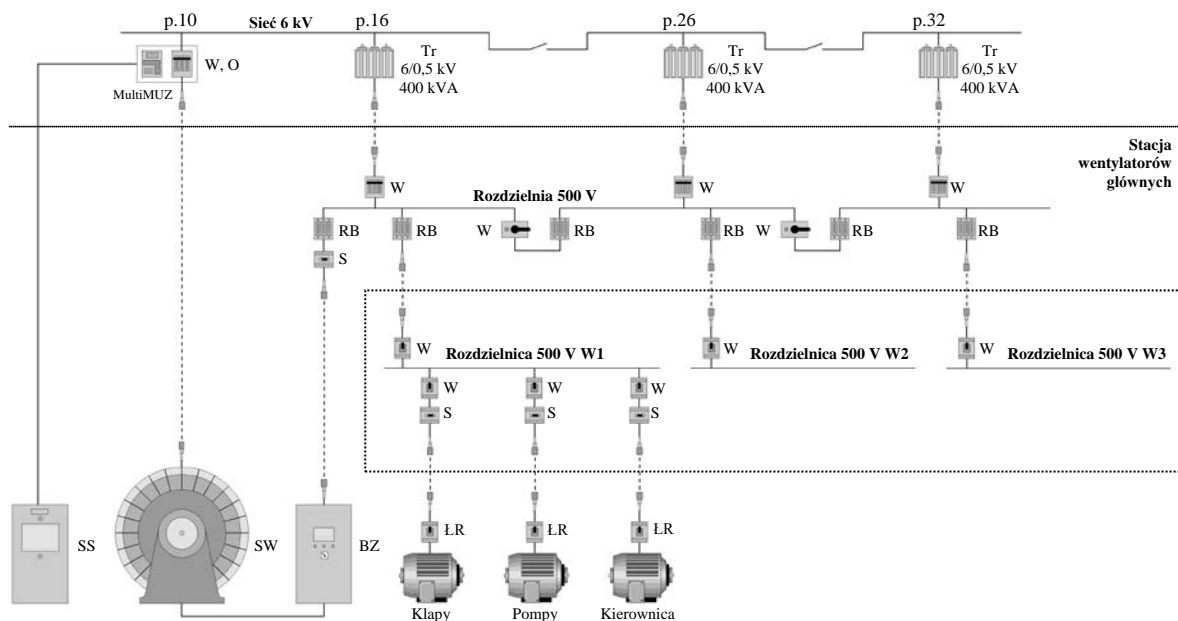 p.10
Sieć 6 kV
p.16
p.26
p.32
W, O
MultiMUZ
Tr
6/0,5 kV
400 kVA
Tr
6/0,5 kV
400 kVA
Tr
6/0,5 kV
400 kVA
Stacja
wentylatorów
głównych
W
W
W
Rozdzielnia 500 V
RB
RB
W
RB
RB
W
RB
RB
S
W
Rozdzielnica 500 V W1
W
Rozdzielnica 500 V W2
W
Rozdzielnica 500 V W3
W
W
W
S
S
S
SS
SW
BZ
ŁR
ŁR
ŁR
Klapy
Pompy
Kierownica